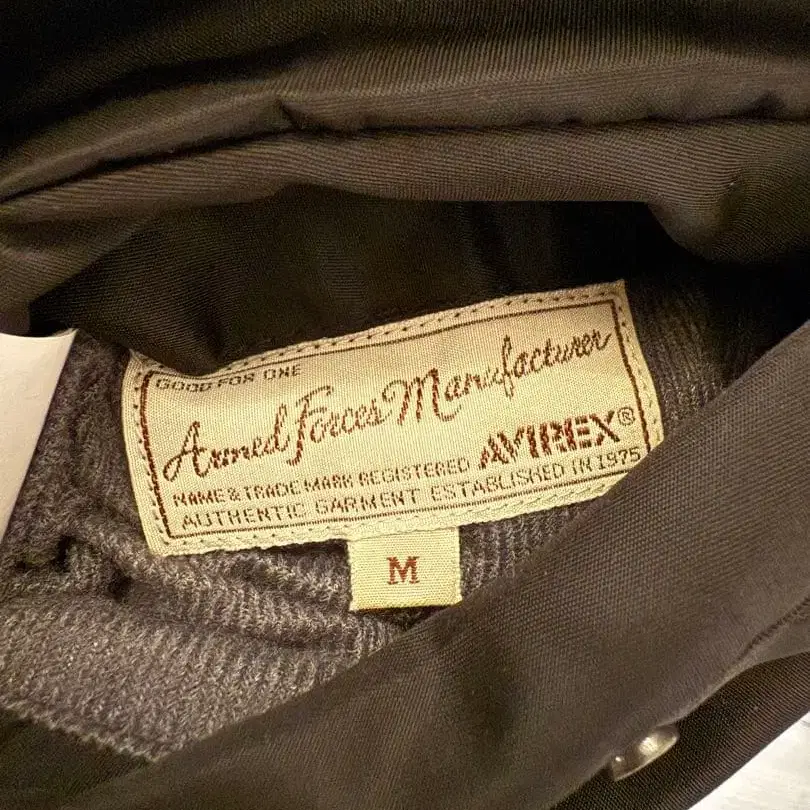 GOOD FOR ONE
Armed Forces Manufacturer
NAME & TRADE MARK REGISTERED AVIREX®
AUTHENTIC GARMENT ESTABLISHED IN 1975
M